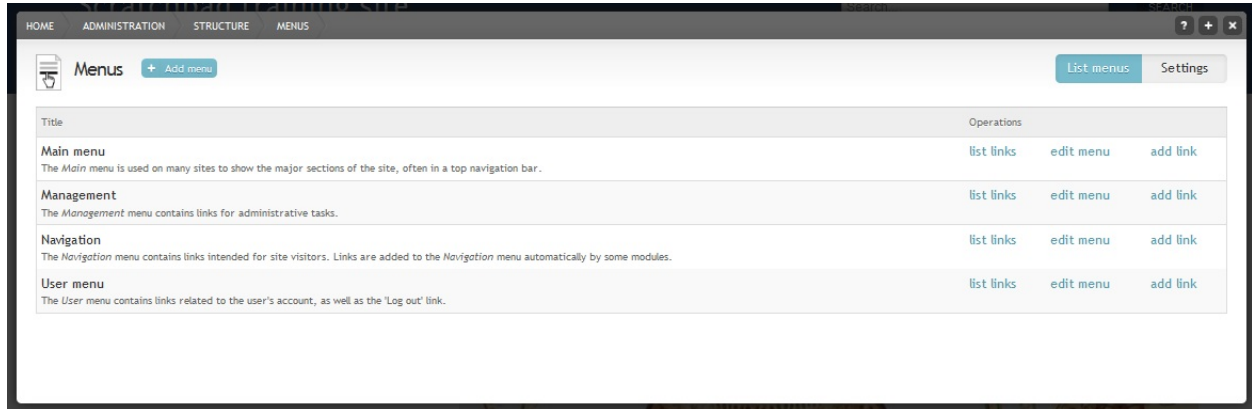 Scratchpad Training Site
Search
SEARCH
HOME ADMINISTRATION STRUCTURE MENUS ? + ×
Menus + Add menu List menus Settings
Title Operations
Main menu list links edit menu add link
The Main menu is used on many sites to show the major sections of the site, often in a top navigation bar.
Management list links edit menu add link
The Management menu contains links for administrative tasks.
Navigation list links edit menu add link
The Navigation menu contains links intended for site visitors. Links are added to the Navigation menu automatically by some modules.
User menu list links edit menu add link
The User menu contains links related to the user's account, as well as the 'Log out' link.